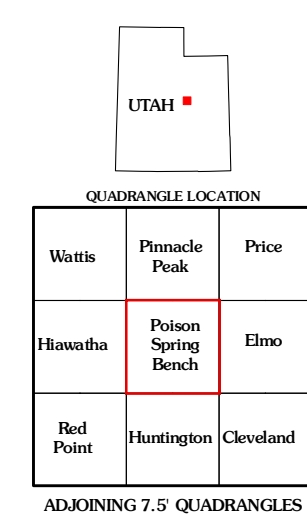 UTAH
QUADRANGLE LOCATION
Wattis
Pinnacle
Peak
Price
Hiawatha
Poison
Spring
Bench
Elmo
Red
Point
Huntington
Cleveland
ADJOINING 7.5' QUADRANGLES